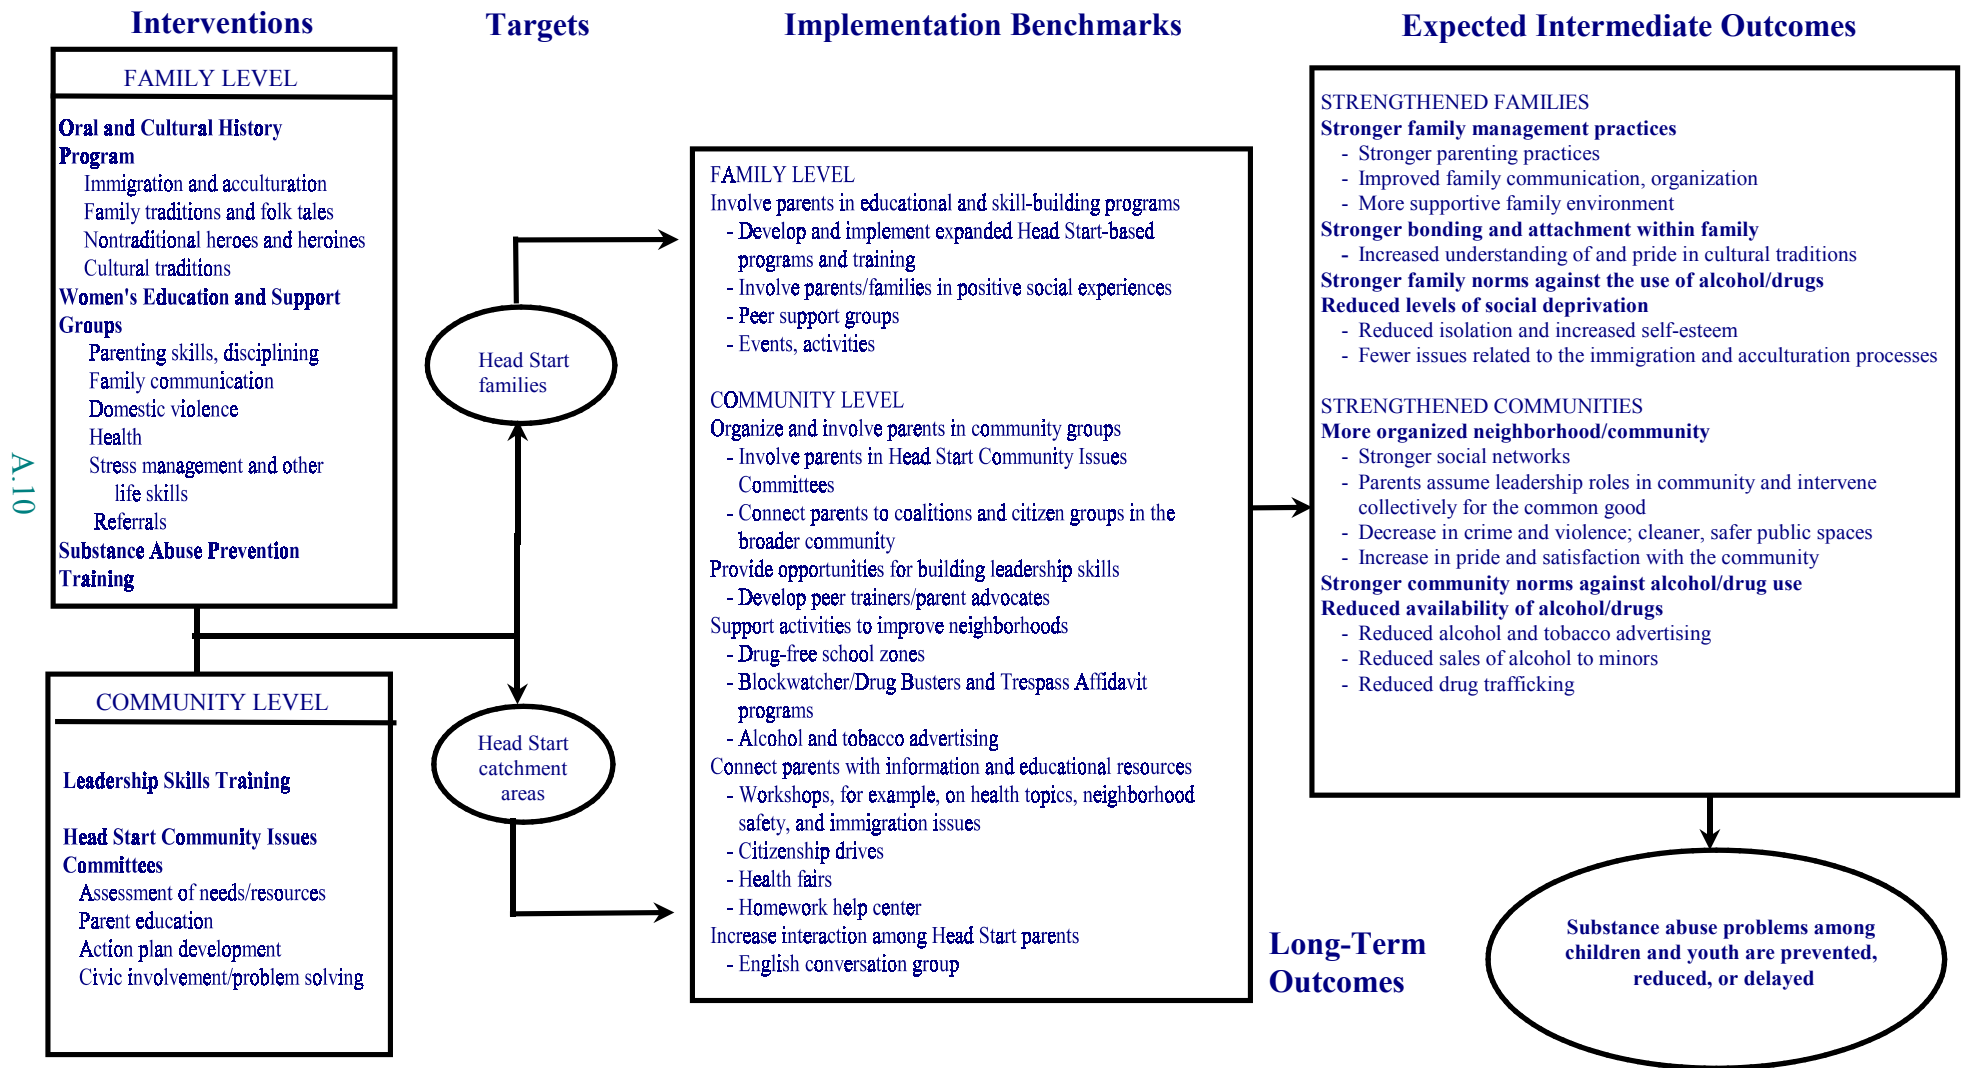 Interventions
Targets
Implementation Benchmarks
Expected Intermediate Outcomes
FAMILY LEVEL
Oral and Cultural History
Program
Immigration and acculturation
Family traditions and folk tales
Nontraditional heroes and heroines
Cultural traditions
Women's Education and Support
Groups
Parenting skills, disciplining
Family communication
Domestic violence
Health
Stress management and other
life skills
Referrals
Substance Abuse Prevention
Training
COMMUNITY LEVEL
Leadership Skills Training
Head Start Community Issues
Committees
Assessment of needs/resources
Parent education
Action plan development
Civic involvement/problem solving
Head Start
families
Head Start
catchment
areas
FAMILY LEVEL
Involve parents in educational and skill-building programs
- Develop and implement expanded Head Start-based
programs and training
- Involve parents/families in positive social experiences
- Peer support groups
- Events, activities
COMMUNITY LEVEL
Organize and involve parents in community groups
- Involve parents in Head Start Community Issues
Committees
- Connect parents to coalitions and citizen groups in the
broader community
Provide opportunities for building leadership skills
- Develop peer trainers/parent advocates
Support activities to improve neighborhoods
- Drug-free school zones
- Blockwatcher/Drug Busters and Trespass Affidavit
programs
- Alcohol and tobacco advertising
Connect parents with information and educational resources
- Workshops, for example, on health topics, neighborhood
safety, and immigration issues
- Citizenship drives
- Health fairs
- Homework help center
Increase interaction among Head Start parents
- English conversation group
STRENGTHENED FAMILIES
Stronger family management practices
- Stronger parenting practices
- Improved family communication, organization
- More supportive family environment
Stronger bonding and attachment within family
- Increased understanding of and pride in cultural traditions
Stronger family norms against the use of alcohol/drugs
Reduced levels of social deprivation
- Reduced isolation and increased self-esteem
- Fewer issues related to the immigration and acculturation processes
STRENGTHENED COMMUNITIES
More organized neighborhood/community
- Stronger social networks
- Parents assume leadership roles in community and intervene
collectively for the common good
- Decrease in crime and violence; cleaner, safer public spaces
- Increase in pride and satisfaction with the community
Stronger community norms against alcohol/drug use
Reduced availability of alcohol/drugs
- Reduced alcohol and tobacco advertising
- Reduced sales of alcohol to minors
- Reduced drug trafficking
Long-Term
Outcomes
Substance abuse problems among
children and youth are prevented,
reduced, or delayed
A.10